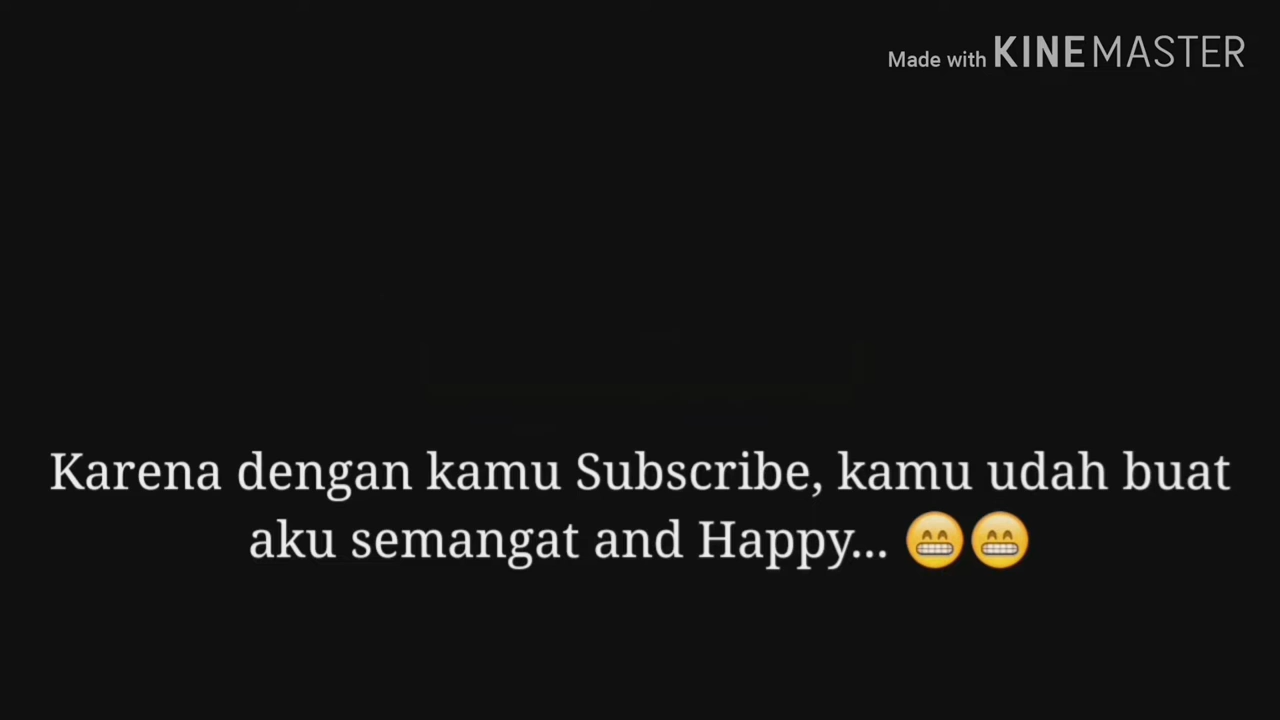 Made with KINEMASTER
Karena dengan kamu Subscribe, kamu udah buat
aku semangat and Happy... 😁😁